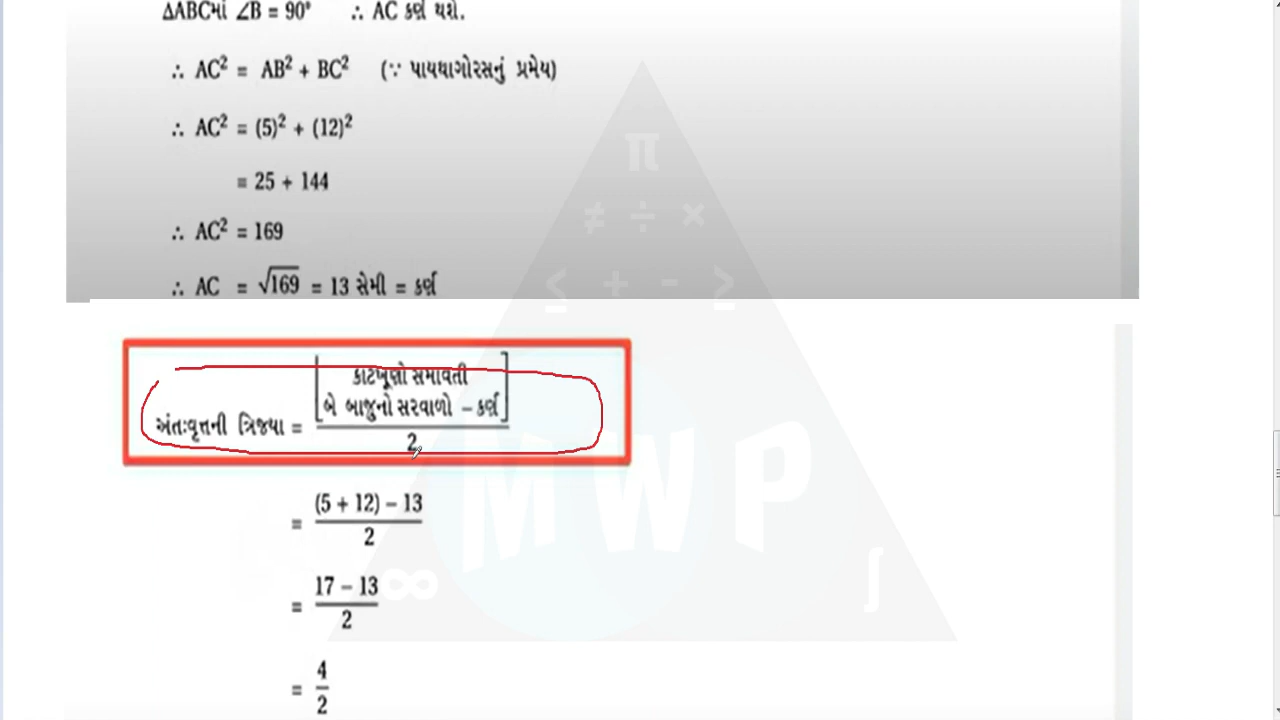 ΔABCમાં ∠B = 90° ∴ AC કર્ણ થશે.
∴ AC² = AB² + BC² (∵ પાયથાગોરસનું પ્રમેય)
∴ AC² = (5)² + (12)²
= 25 + 144
∴ AC² = 169
∴ AC = √169 = 13 સેમી = કર્ણ
અંતઃવૃત્તની ત્રિજ્યા = [કાટખૂણો સમાવતી
બે બાજુનો સરવાળો – કર્ણ]
2
= (5 + 12) – 13
2
= 17 – 13
2
= 4
2
π
≠ ÷ ×
≤ + - ≥
MWP
∞ ∫